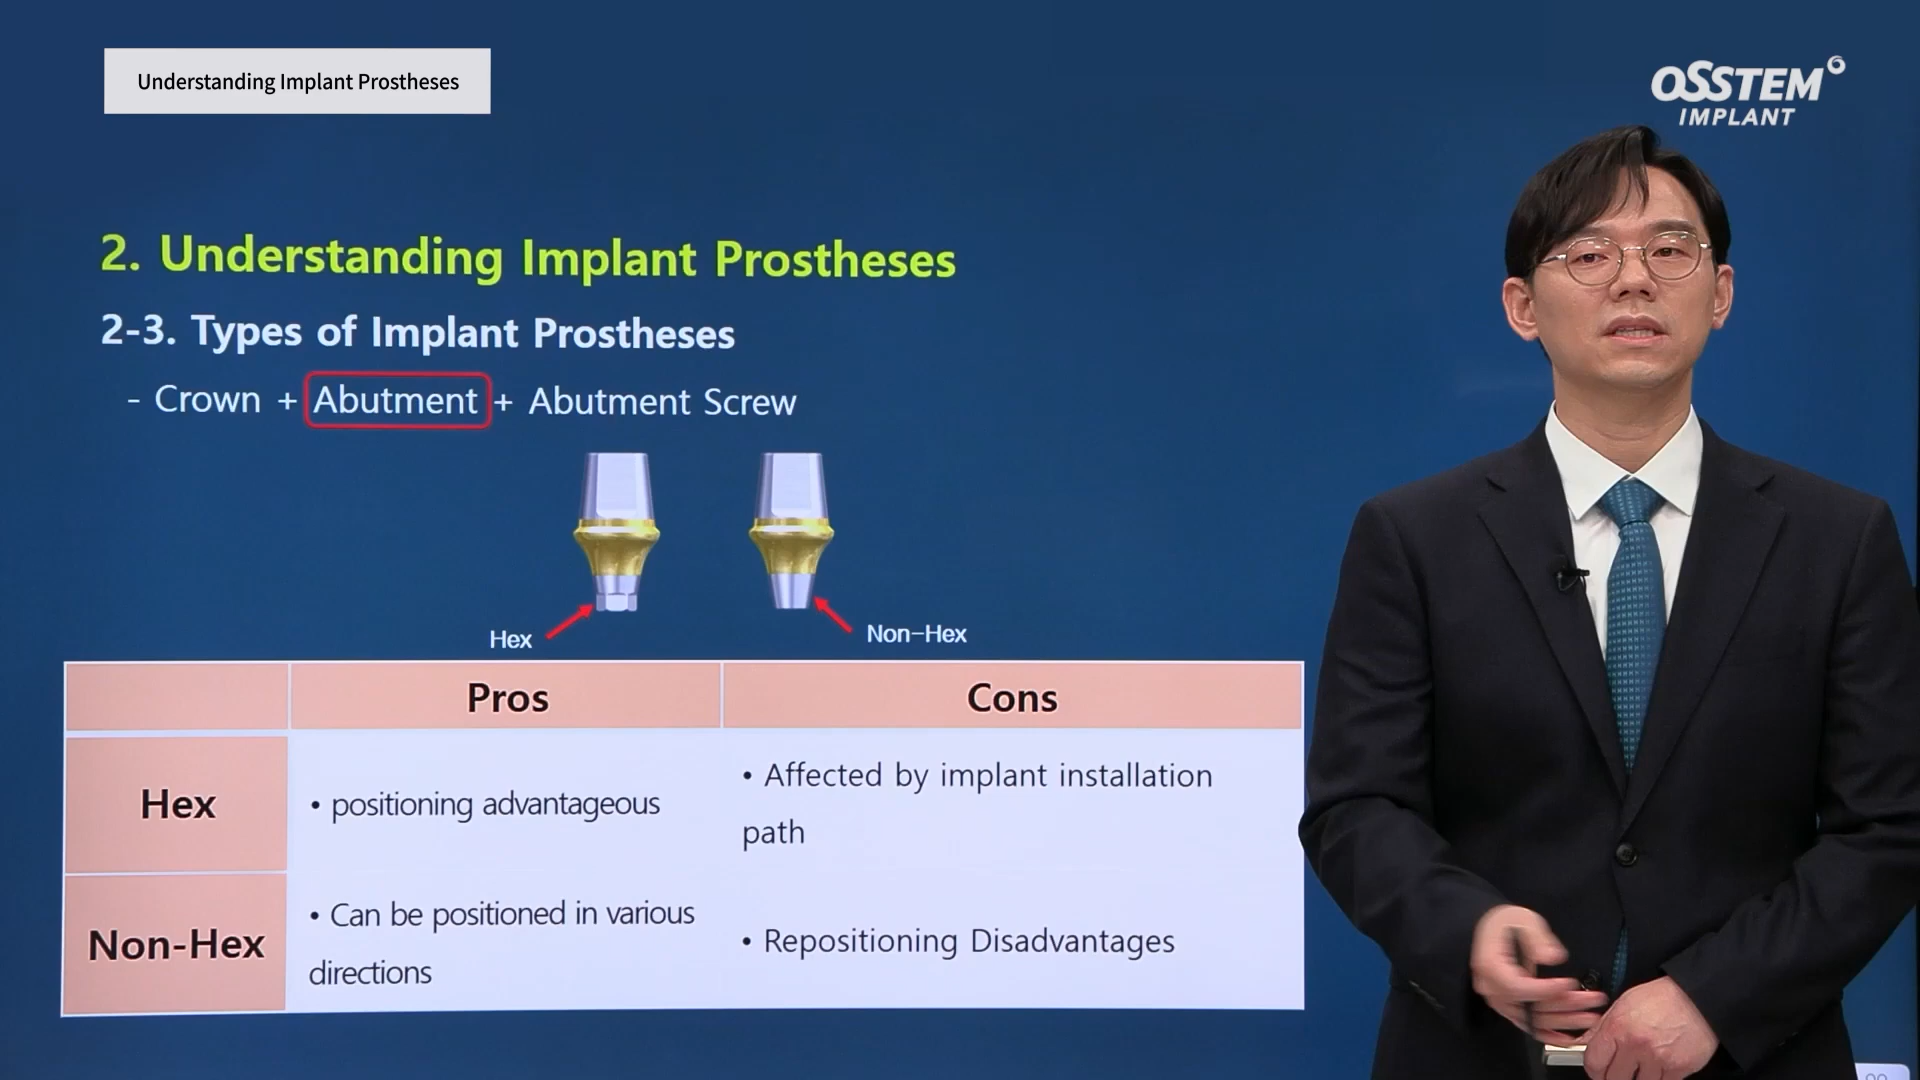 Understanding Implant Prostheses
OSSTEM
IMPLANT
2. Understanding Implant Prostheses
2-3. Types of Implant Prostheses
- Crown + Abutment + Abutment Screw
Hex
Non-Hex
Pros
Cons
Hex
• positioning advantageous
• Affected by implant installation
path
Non-Hex
• Can be positioned in various
directions
• Repositioning Disadvantages